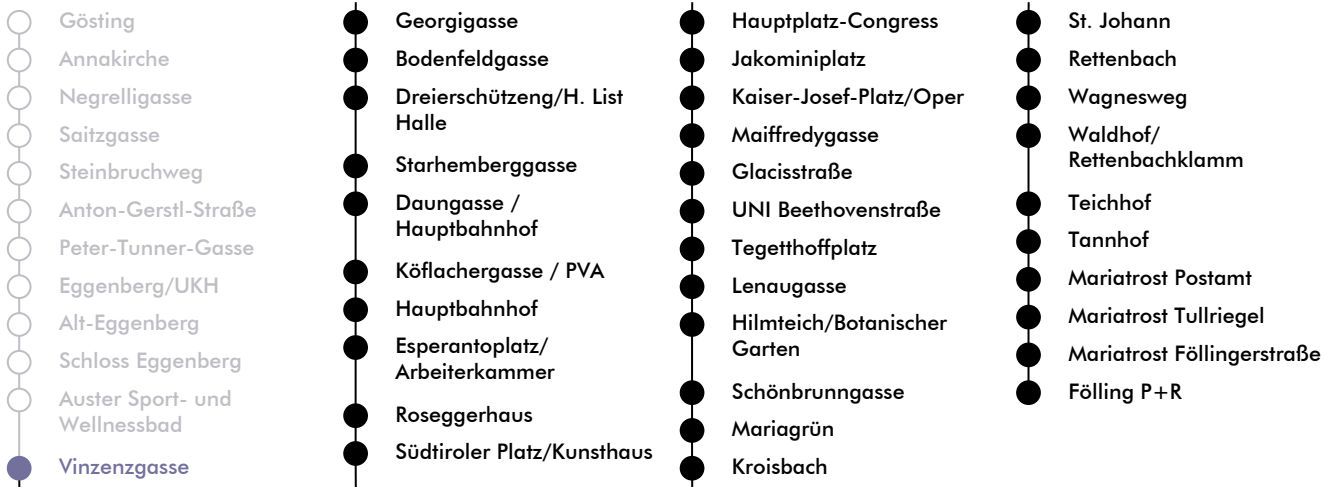 Gösting
Annakirche
Negrelligasse
Saitzgasse
Steinbruchweg
Anton-Gerstl-Straße
Peter-Tunner-Gasse
Eggenberg/UKH
Alt-Eggenberg
Schloss Eggenberg
Auster Sport- und
Wellnessbad
Vinzenzgasse
Georgigasse
Bodenfeldgasse
Dreierschützeng/H. List
Halle
Starhemberggasse
Daungasse /
Hauptbahnhof
Köflachergasse / PVA
Hauptbahnhof
Esperantoplatz/
Arbeiterkammer
Roseggerhaus
Südtiroler Platz/Kunsthaus
Hauptplatz-Congress
Jakominiplatz
Kaiser-Josef-Platz/Oper
Maiffredygasse
Glacisstraße
UNI Beethovenstraße
Tegetthoffplatz
Lenaugasse
Hilmteich/Botanischer
Garten
Schönbrunngasse
Mariagrün
Kroisbach
St. Johann
Rettenbach
Wagnesweg
Waldhof/
Rettenbachklamm
Teichhof
Tannhof
Mariatrost Postamt
Mariatrost Tullriegel
Mariatrost Föllingerstraße
Fölling P+R